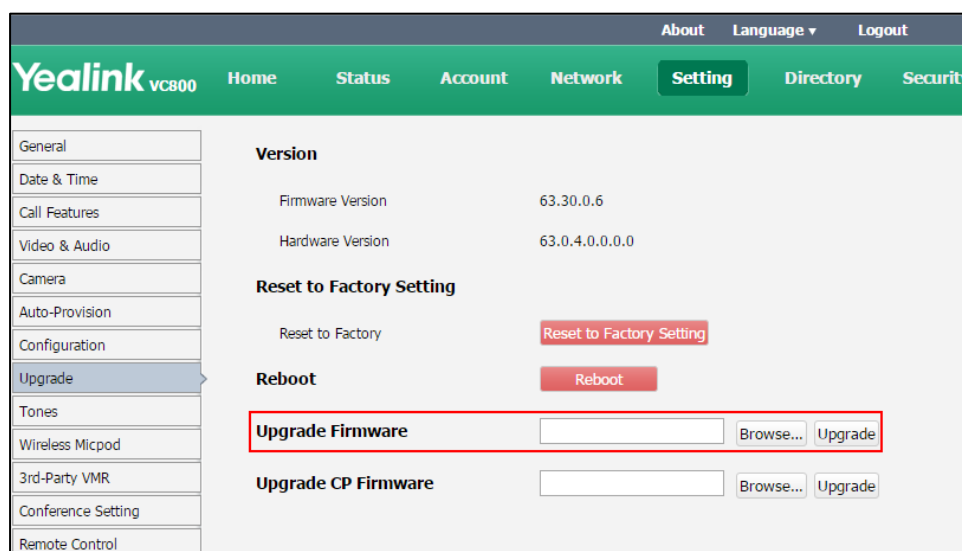 About Language ▾ Logout
Yealink VC800 Home Status Account Network Setting Directory Securit
General
Date & Time
Call Features
Video & Audio
Camera
Auto-Provision
Configuration
Upgrade
Tones
Wireless Micpod
3rd-Party VMR
Conference Setting
Remote Control
Version
Firmware Version 63.30.0.6
Hardware Version 63.0.4.0.0.0.0
Reset to Factory Setting
Reset to Factory Reset to Factory Setting
Reboot Reboot
Upgrade Firmware Browse... Upgrade
Upgrade CP Firmware Browse... Upgrade